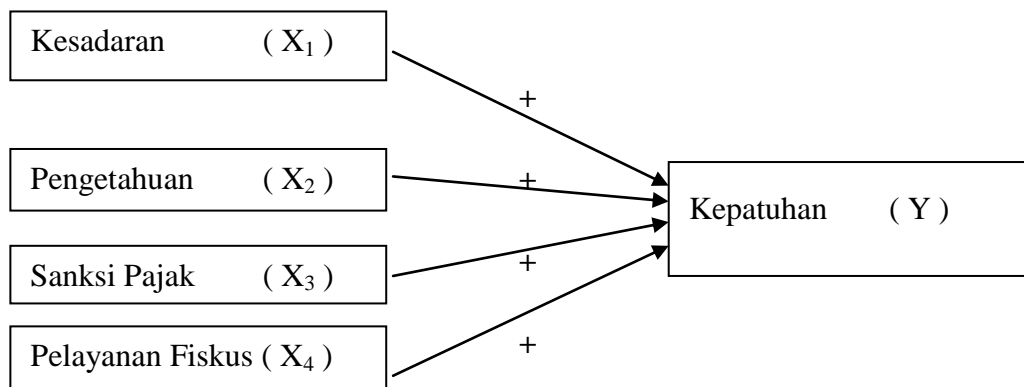 Kesadaran ( X₁ )
+
Pengetahuan ( X₂ )
+
Kepatuhan ( Y )
Sanksi Pajak ( X₃ )
+
Pelayanan Fiskus ( X₄ )
+